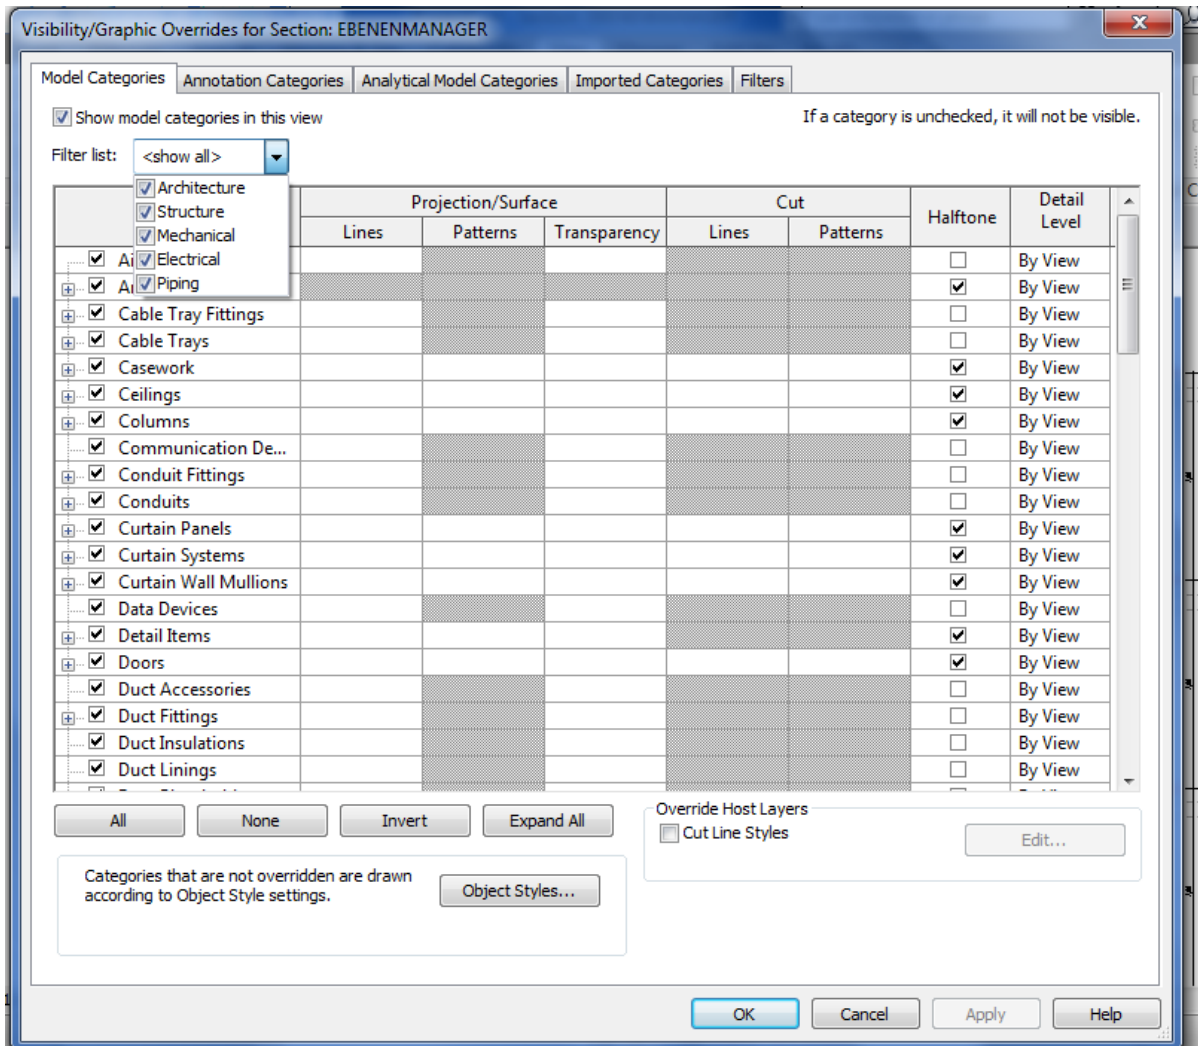 Visibility/Graphic Overrides for Section: EBENENMANAGER
Model Categories Annotation Categories Analytical Model Categories Imported Categories Filters
Show model categories in this view If a category is unchecked, it will not be visible.
Filter list: <show all>
Architecture
Structure
Mechanical
Electrical
Piping
Projection/Surface Cut Halftone Detail Level
Lines Patterns Transparency Lines Patterns
Ai By View
Ar By View
Cable Tray Fittings By View
Cable Trays By View
Casework By View
Ceilings By View
Columns By View
Communication De... By View
Conduit Fittings By View
Conduits By View
Curtain Panels By View
Curtain Systems By View
Curtain Wall Mullions By View
Data Devices By View
Detail Items By View
Doors By View
Duct Accessories By View
Duct Fittings By View
Duct Insulations By View
Duct Linings By View
All None Invert Expand All
Override Host Layers
Cut Line Styles Edit...
Categories that are not overridden are drawn
according to Object Style settings.
Object Styles...
OK Cancel Apply Help